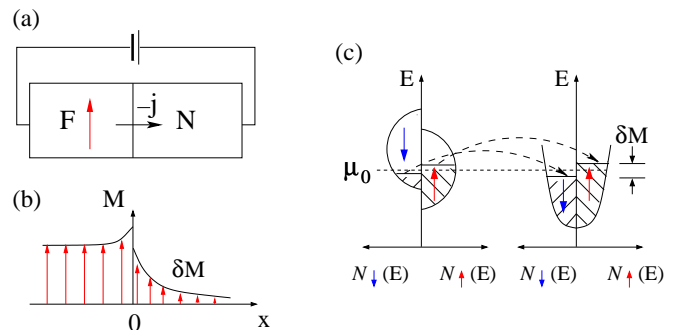 (a)
F
–j
N
(b)
M
δM
0
x
(c)
E
E
δM
μ₀
N↓(E) N↑(E) N↓(E) N↑(E)